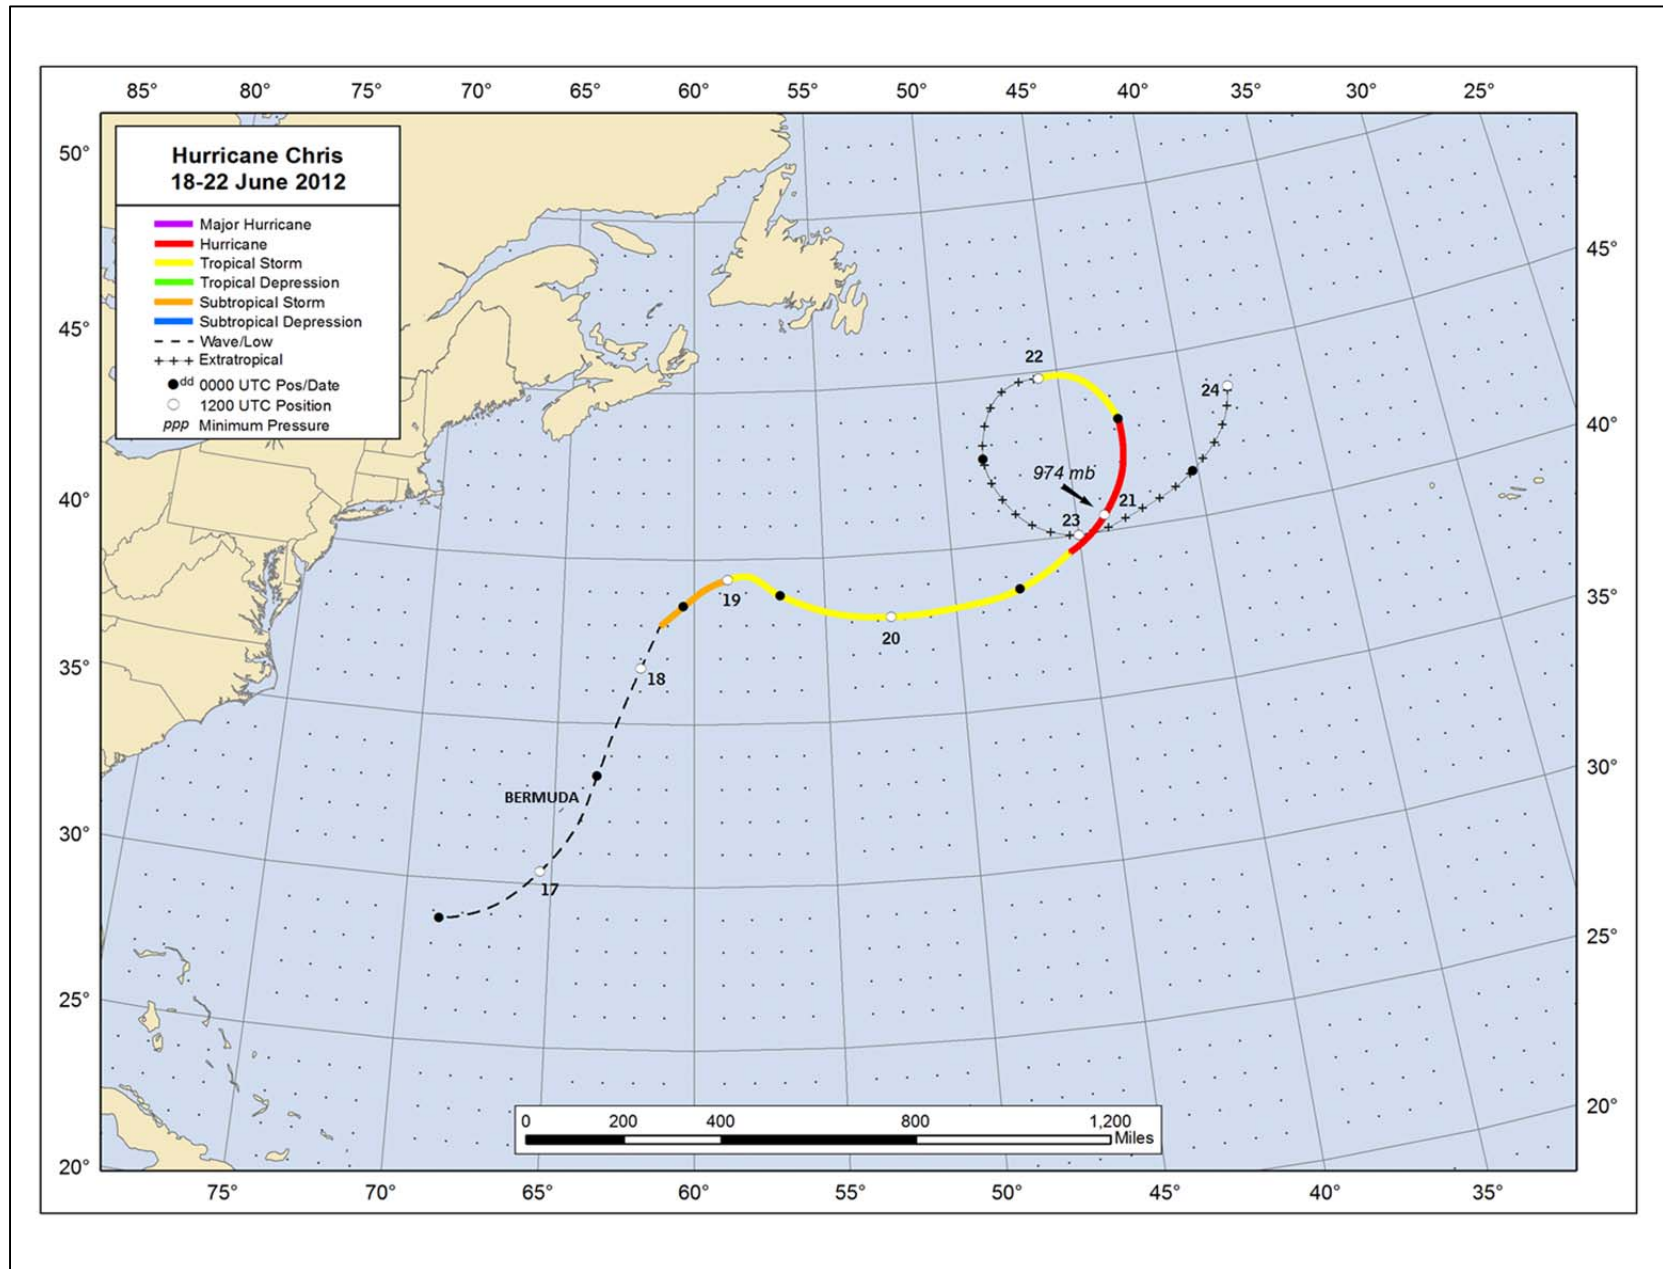 85° 80° 75° 70° 65° 60° 55° 50° 45° 40° 35° 30° 25°
50°
Hurricane Chris
18-22 June 2012
Major Hurricane
Hurricane
Tropical Storm
Tropical Depression
Subtropical Storm
Subtropical Depression
Wave/Low
Extratropical
dd 0000 UTC Pos/Date
1200 UTC Position
ppp Minimum Pressure
45°
45°
22
24
40°
974 mb
21
40°
23
19
35°
20
35°
18
30°
BERMUDA
30°
17
25°
25°
20°
0 200 400 800 1,200
Miles
20°
75° 70° 65° 60° 55° 50° 45° 40° 35°